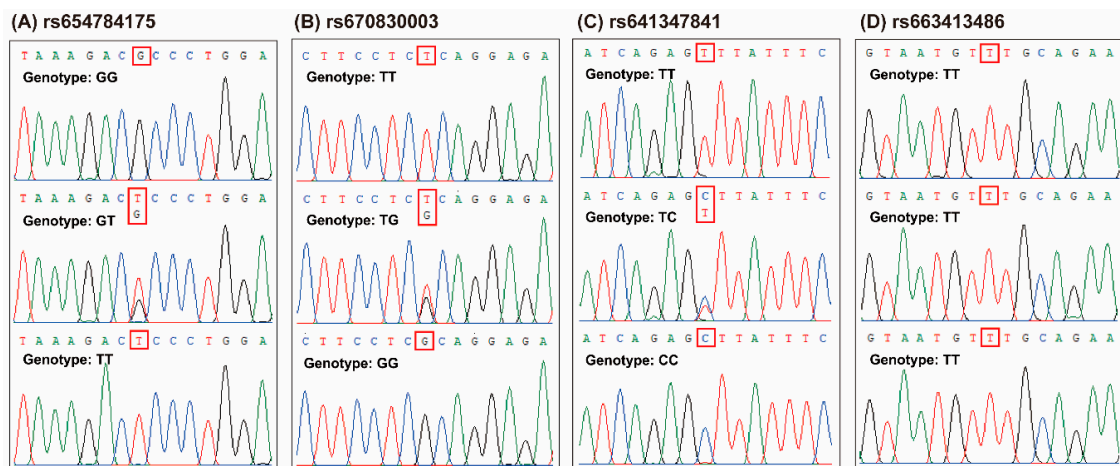 (A) rs654784175
T A A A G A C G C C C T G G A
Genotype: GG
T A A A G A C T C C C T G G A
G
Genotype: GT
T A A A G A C T C C C T G G A
Genotype: TT
(B) rs670830003
C T T C C T C T C A G G A G A
Genotype: TT
C T T C C T C T C A G G A G A
G
Genotype: TG
C T T C C T C G C A G G A G A
Genotype: GG
(C) rs641347841
A T C A G A G T T T A T T T C
Genotype: TT
A T C A G A G C T T A T T T C
T
Genotype: TC
A T C A G A G C T T A T T T C
Genotype: CC
(D) rs663413486
G T A A T G T T T G C A G A A
Genotype: TT
G T A A T G T T T G C A G A A
Genotype: TT
G T A A T G T T T G C A G A A
Genotype: TT